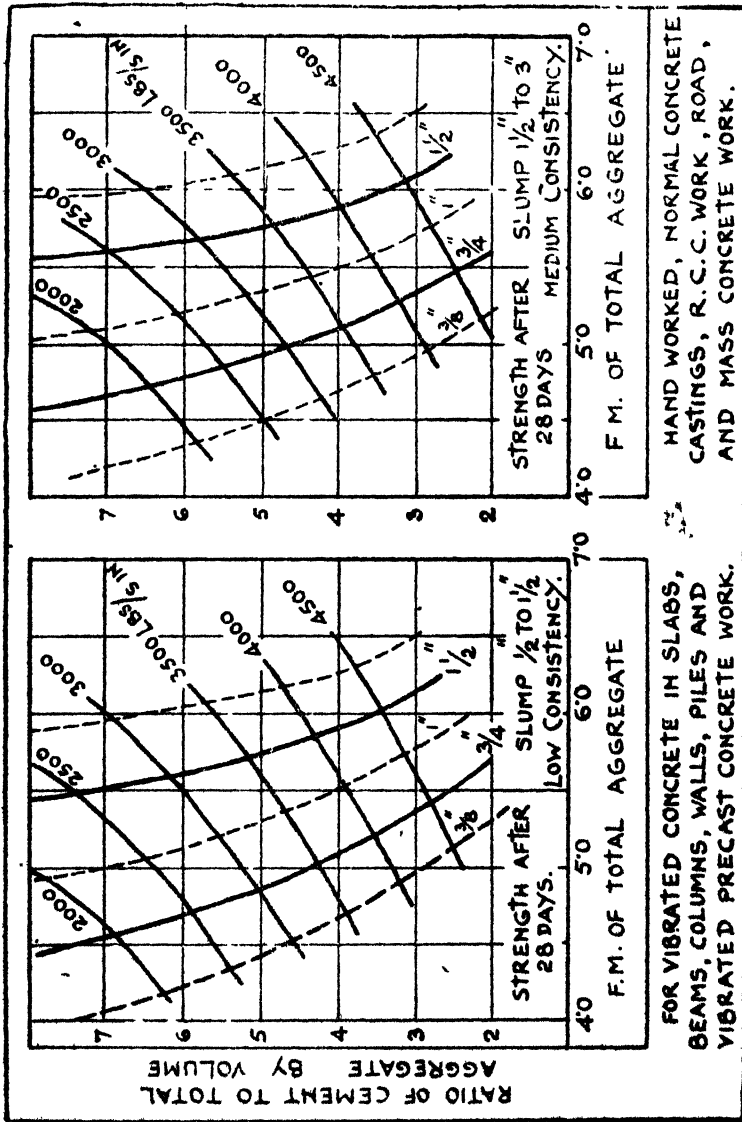 RATIO OF CEMENT TO TOTAL
AGGREGATE BY VOLUME
7
6
5
4
3
2
2000
2500
3000
3500 LBS/S IN
4000
4500
1 1/2"
1"
3/4"
3/8"
STRENGTH AFTER
28 DAYS.
SLUMP 1/2" TO 1 1/2"
LOW CONSISTENCY.
4.0
5.0
6.0
7.0
F.M. OF TOTAL AGGREGATE
FOR VIBRATED CONCRETE IN SLABS,
BEAMS, COLUMNS, WALLS, PILES AND
VIBRATED PRECAST CONCRETE WORK.
7
6
5
4
3
2
2000
2500
3000
3500 LBS/S IN
4000
4500
1 1/2"
1"
3/4"
3/8"
STRENGTH AFTER
28 DAYS
SLUMP 1 1/2" TO 3"
MEDIUM CONSISTENCY.
4.0
5.0
6.0
7.0
F M. OF TOTAL AGGREGATE
HAND WORKED, NORMAL CONCRETE
CASTINGS, R.C.C. WORK, ROAD,
AND MASS CONCRETE WORK.